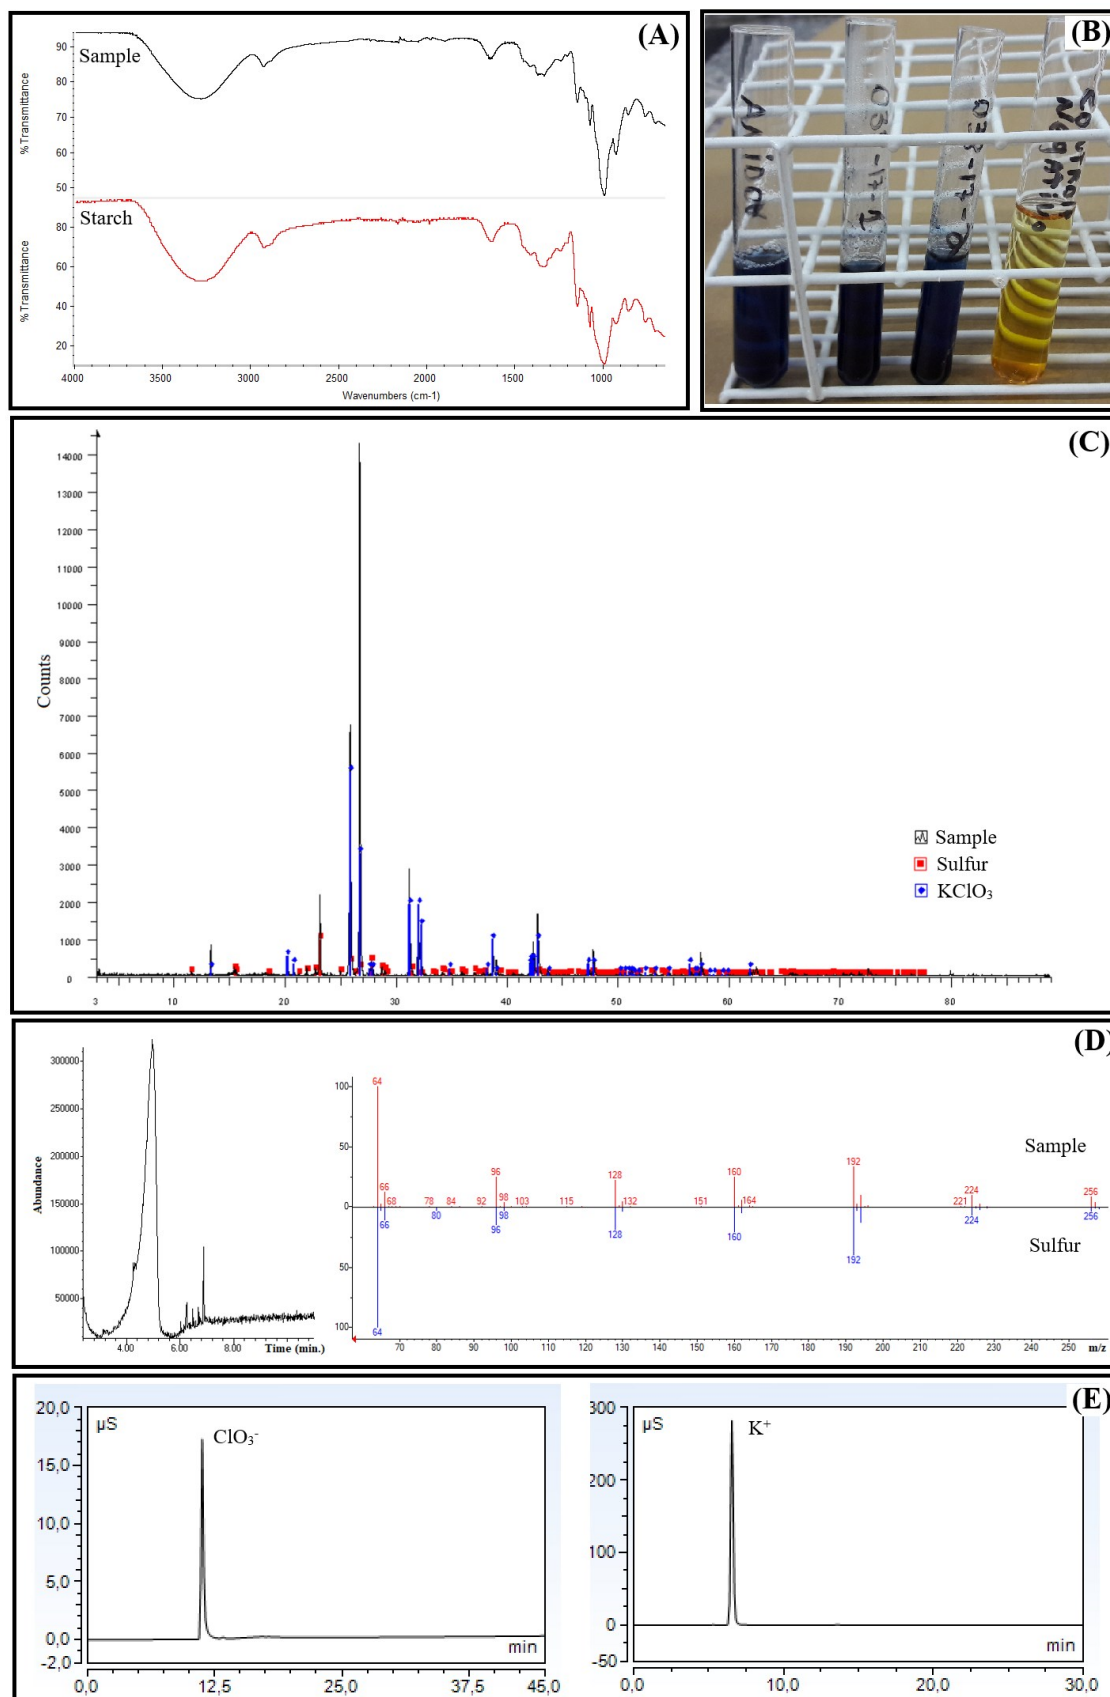 (A)
Sample
90
80
70
60
50
% Transmittance
Starch
80
60
40
20
% Transmittance
4000 3500 3000 2500 2000 1500 1000
Wavenumbers (cm-1)
(B)
AMIDO
CONTROLE
NEGATIVO
(C)
14000
13000
12000
11000
10000
9000
8000
7000
6000
5000
4000
3000
2000
1000
0
Counts
Sample
Sulfur
KClO₃
3 10 20 30 40 50 60 70 80
(D)
300000
250000
200000
150000
100000
50000
Abundance
4.00 6.00 8.00
Time (min.)
100
50
0
50
100
64
66 68 78 84 92 96 98 103 115 128 132 151 160 164 192 221 224 256
66 80 96 98 128 160 192 224 256
64
Sample
Sulfur
70 80 90 100 110 120 130 140 150 160 170 180 190 200 210 220 230 240 250 m/z
(E)
20,0
15,0
10,0
5,0
0,0
-2,0
µS
ClO₃⁻
min
0,0 12,5 25,0 37,5 45,0
300
200
100
0
-50
µS
K⁺
min
0,0 10,0 20,0 30,0